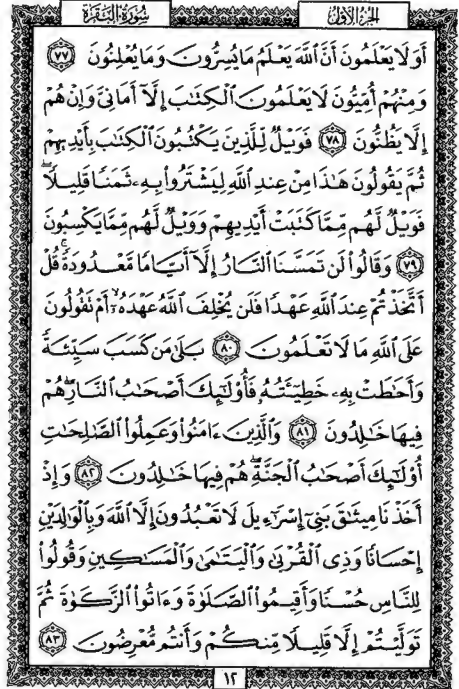 الجزء الأول
سورة البقرة
أَوَلَا يَعْلَمُونَ أَنَّ ٱللَّهَ يَعْلَمُ مَا يُسِرُّونَ وَمَا يُعْلِنُونَ ﴿٧٧﴾
وَمِنْهُمْ أُمِّيُّونَ لَا يَعْلَمُونَ ٱلْكِتَٰبَ إِلَّآ أَمَانِىَّ وَإِنْ هُمْ
إِلَّا يَظُنُّونَ ﴿٧٨﴾ فَوَيْلٌ لِّلَّذِينَ يَكْتُبُونَ ٱلْكِتَٰبَ بِأَيْدِيهِمْ
ثُمَّ يَقُولُونَ هَٰذَا مِنْ عِندِ ٱللَّهِ لِيَشْتَرُوا۟ بِهِۦ ثَمَنًا قَلِيلًا ۖ
فَوَيْلٌ لَّهُم مِّمَّا كَتَبَتْ أَيْدِيهِمْ وَوَيْلٌ لَّهُم مِّمَّا يَكْسِبُونَ
﴿٧٩﴾ وَقَالُوا۟ لَن تَمَسَّنَا ٱلنَّارُ إِلَّآ أَيَّامًا مَّعْدُودَةً ۚ قُلْ
أَتَّخَذْتُمْ عِندَ ٱللَّهِ عَهْدًا فَلَن يُخْلِفَ ٱللَّهُ عَهْدَهُۥٓ ۖ أَمْ تَقُولُونَ
عَلَى ٱللَّهِ مَا لَا تَعْلَمُونَ ﴿٨٠﴾ بَلَىٰ مَن كَسَبَ سَيِّئَةً
وَأَحَٰطَتْ بِهِۦ خَطِيٓـَٔتُهُۥ فَأُو۟لَٰٓئِكَ أَصْحَٰبُ ٱلنَّارِ ۖ هُمْ
فِيهَا خَٰلِدُونَ ﴿٨١﴾ وَٱلَّذِينَ ءَامَنُوا۟ وَعَمِلُوا۟ ٱلصَّٰلِحَٰتِ
أُو۟لَٰٓئِكَ أَصْحَٰبُ ٱلْجَنَّةِ ۖ هُمْ فِيهَا خَٰلِدُونَ ﴿٨٢﴾ وَإِذْ
أَخَذْنَا مِيثَٰقَ بَنِىٓ إِسْرَٰٓءِيلَ لَا تَعْبُدُونَ إِلَّا ٱللَّهَ وَبِٱلْوَٰلِدَيْنِ
إِحْسَانًا وَذِى ٱلْقُرْبَىٰ وَٱلْيَتَٰمَىٰ وَٱلْمَسَٰكِينِ وَقُولُوا۟
لِلنَّاسِ حُسْنًا وَأَقِيمُوا۟ ٱلصَّلَوٰةَ وَءَاتُوا۟ ٱلزَّكَوٰةَ ثُمَّ
تَوَلَّيْتُمْ إِلَّا قَلِيلًا مِّنكُمْ وَأَنتُم مُّعْرِضُونَ ﴿٨٣﴾
١٢